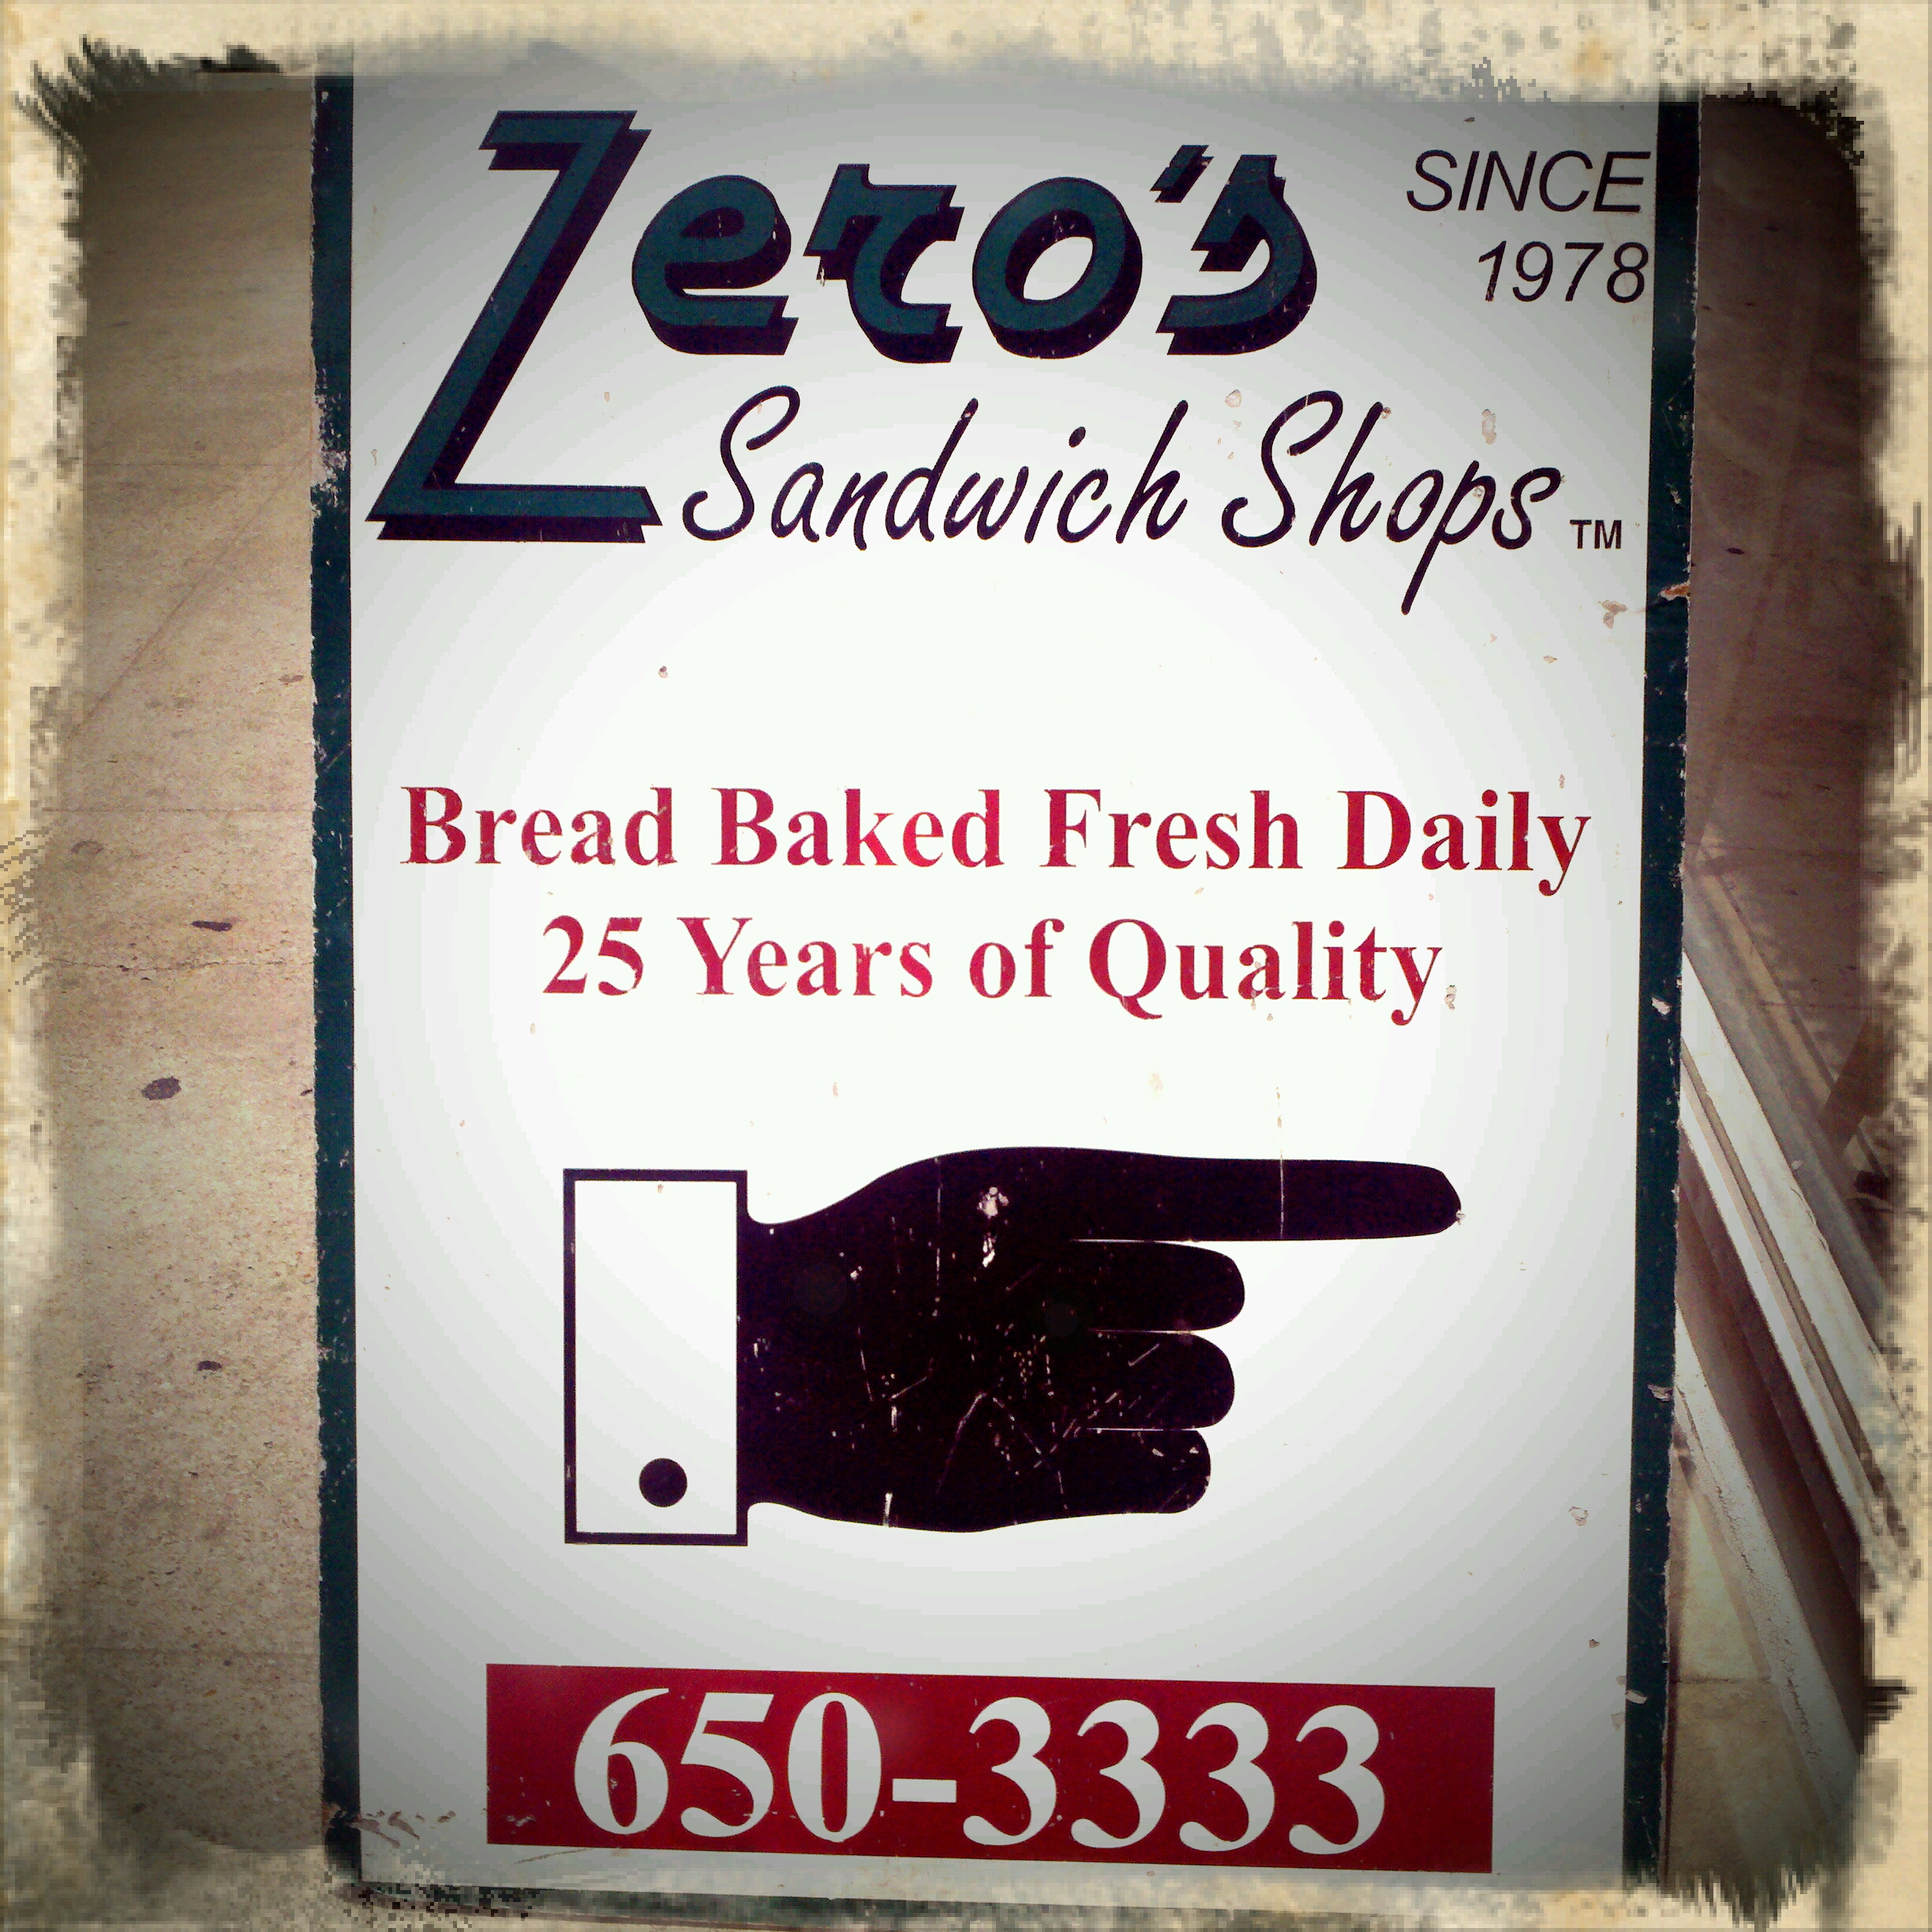 Zero's
SINCE
1978
Sandwich Shops TM
Bread Baked Fresh Daily
25 Years of Quality
650-3333